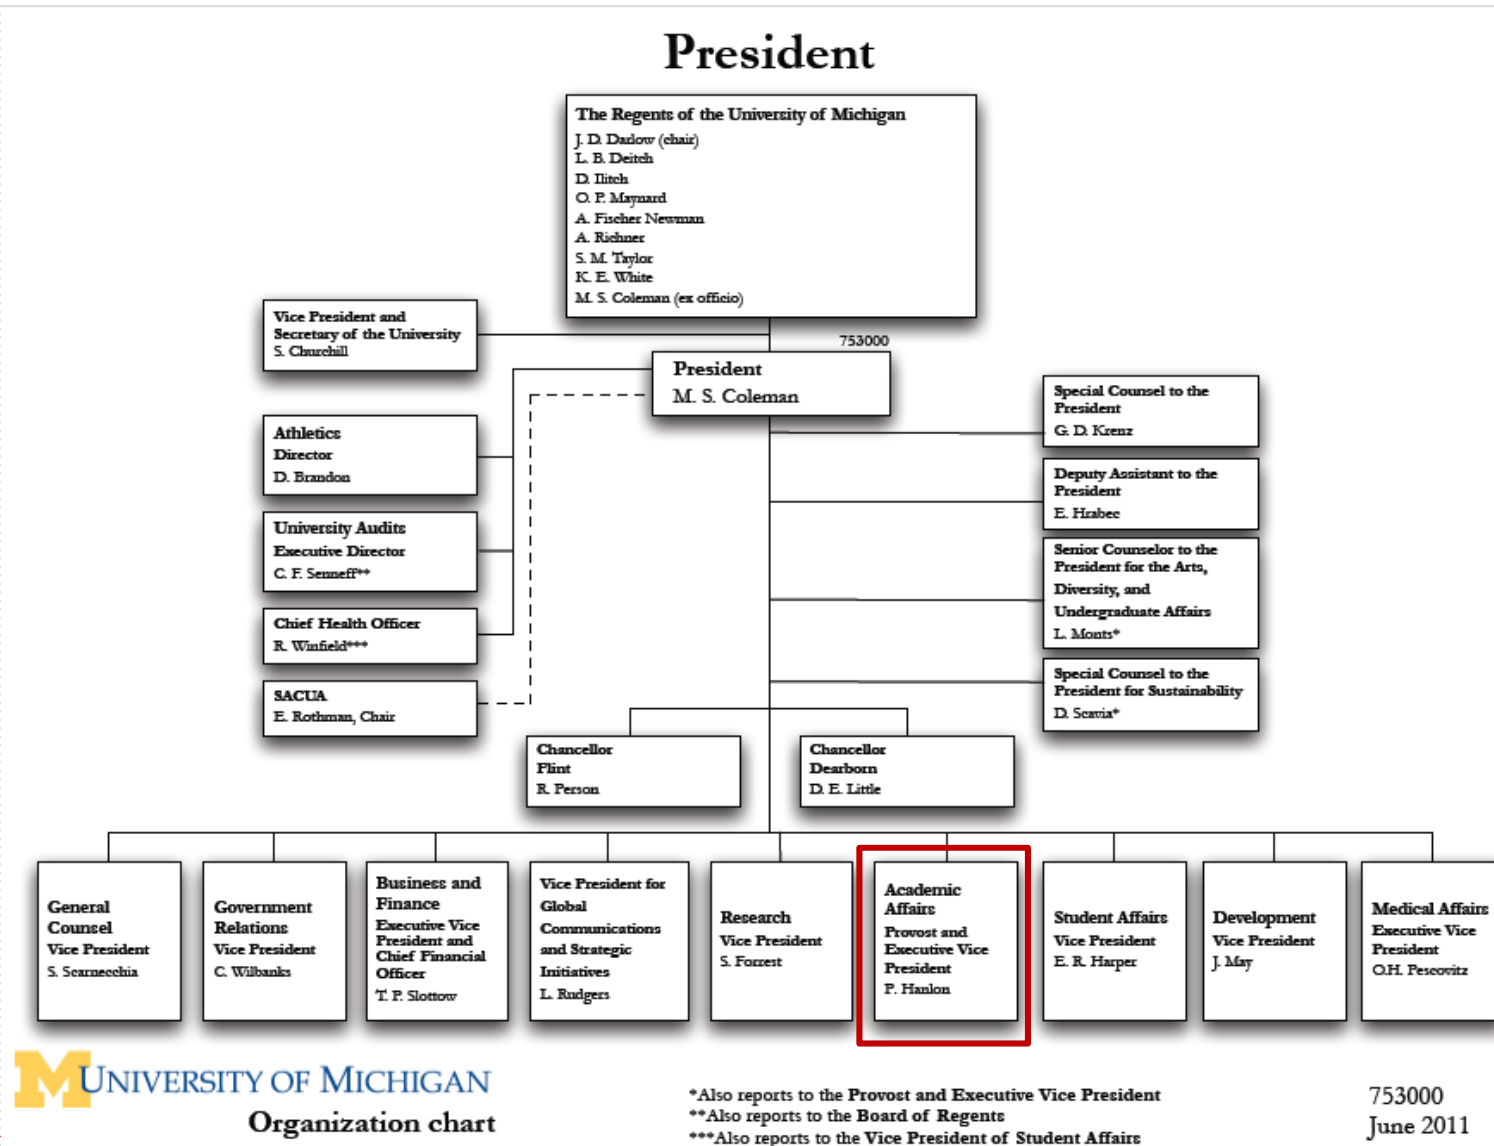 President
The Regents of the University of Michigan
J. D. Darlow (chair)
L. B. Deitch
D. Ilitch
O. P. Maynard
A. Fischer Newman
A. Richner
S. M. Taylor
K. E. White
M. S. Coleman (ex officio)
Vice President and
Secretary of the University
S. Churchill
753000
President
M. S. Coleman
Athletics
Director
D. Brandon
University Audits
Executive Director
C. F. Senneff**
Chief Health Officer
R. Winfield***
SACUA
E. Rothman, Chair
Special Counsel to the
President
G. D. Krenz
Deputy Assistant to the
President
E. Hrabec
Senior Counselor to the
President for the Arts,
Diversity, and
Undergraduate Affairs
L. Monts*
Special Counsel to the
President for Sustainability
D. Scavia*
Chancellor
Flint
R. Person
Chancellor
Dearborn
D. E. Little
General
Counsel
Vice President
S. Scarnecchia
Government
Relations
Vice President
C. Wilbanks
Business and
Finance
Executive Vice
President and
Chief Financial
Officer
T. P. Slottow
Vice President for
Global
Communications
and Strategic
Initiatives
L. Rudgers
Research
Vice President
S. Forrest
Academic
Affairs
Provost and
Executive Vice
President
P. Hanlon
Student Affairs
Vice President
E. R. Harper
Development
Vice President
J. May
Medical Affairs
Executive Vice
President
O.H. Pescovitz
M UNIVERSITY OF MICHIGAN
Organization chart
*Also reports to the Provost and Executive Vice President
**Also reports to the Board of Regents
***Also reports to the Vice President of Student Affairs
753000
June 2011